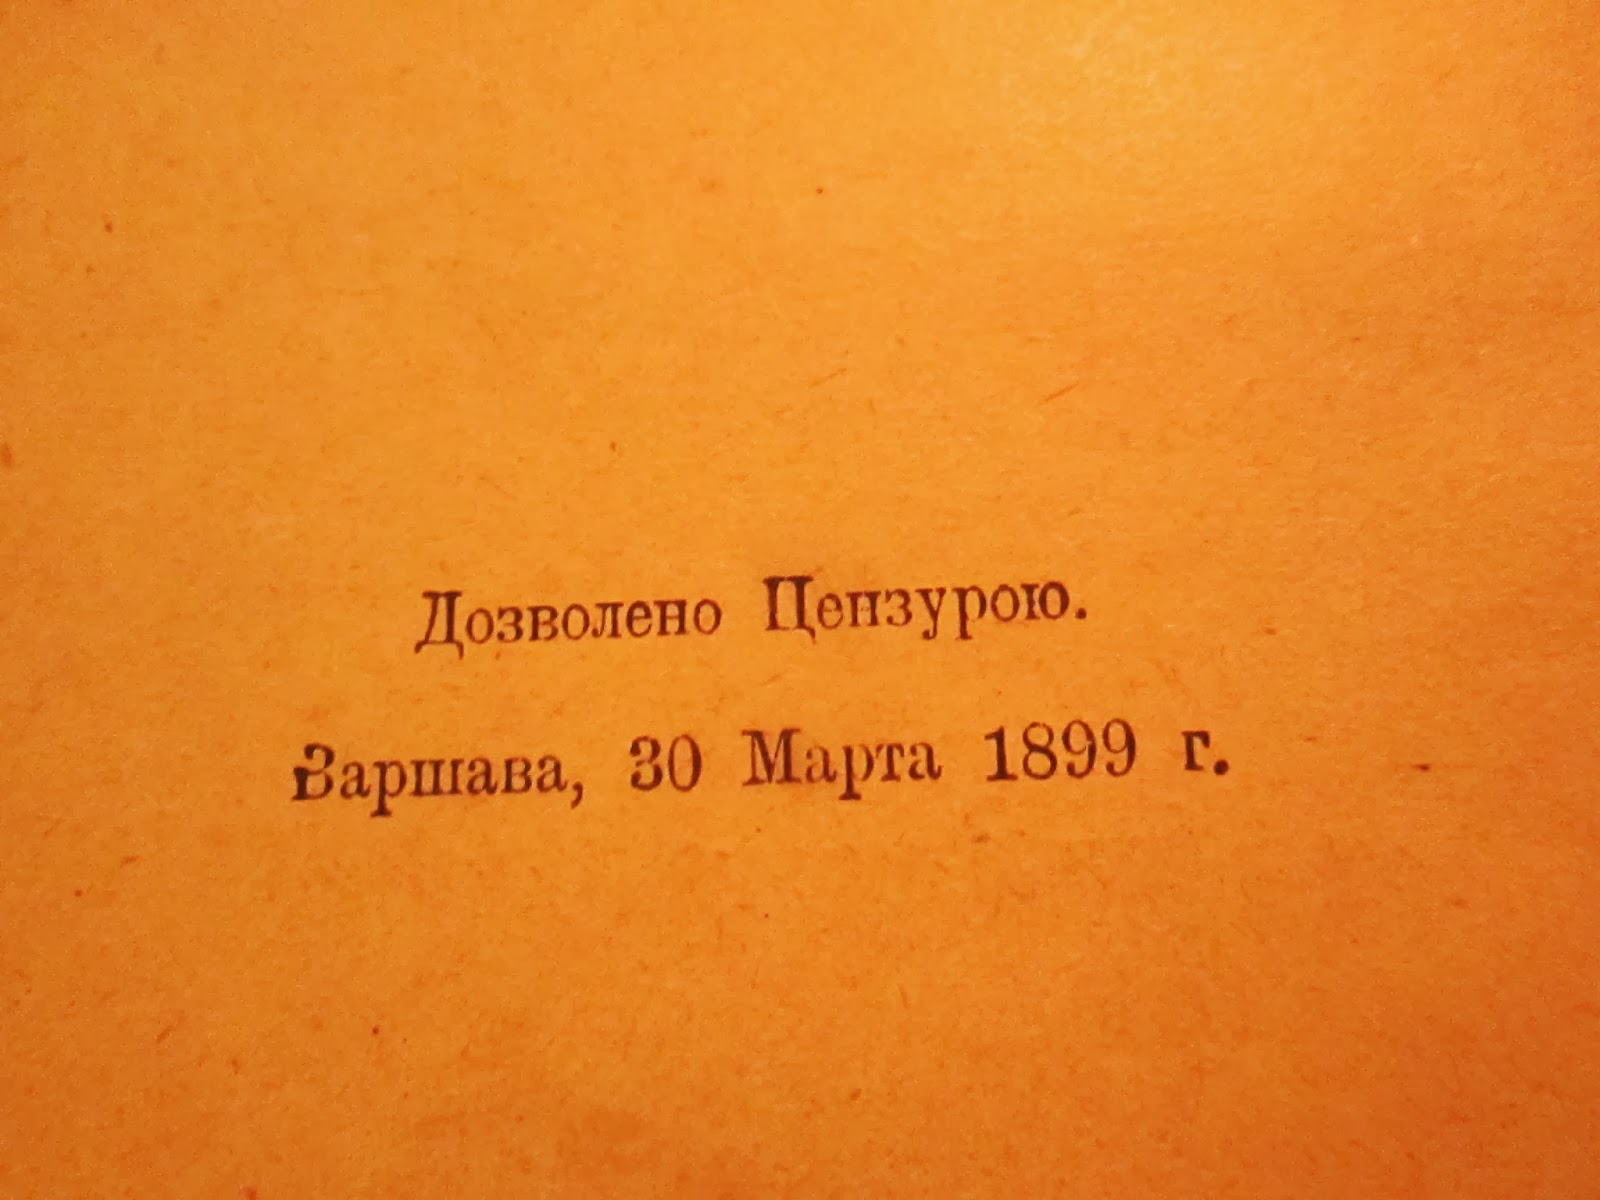 Дозволено Цензурою.
Варшава, 30 Марта 1899 г.